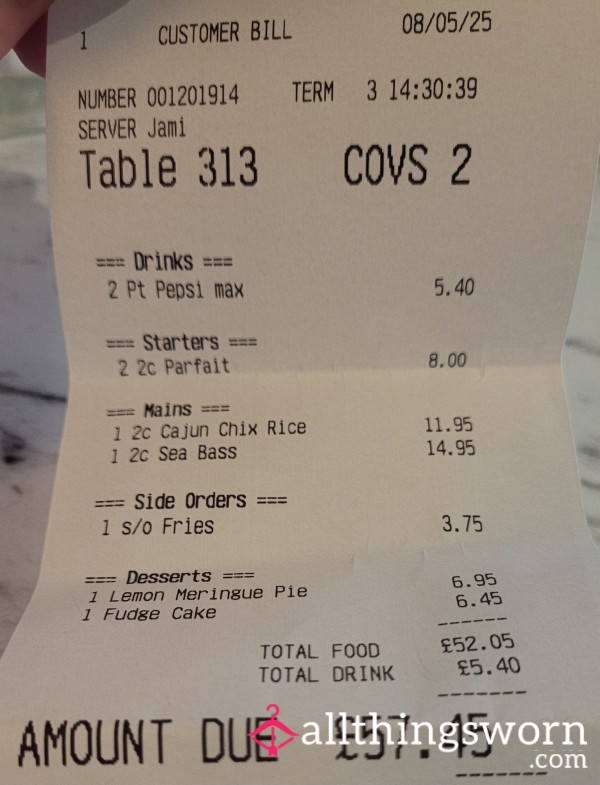 1 CUSTOMER BILL 08/05/25
NUMBER 001201914 TERM 3 14:30:39
SERVER Jami
Table 313 COVS 2
=== Drinks ===
2 Pt Pepsi max 5.40
=== Starters ===
2 2c Parfait 8.00
=== Mains ===
1 2c Cajun Chix Rice 11.95
1 2c Sea Bass 14.95
=== Side Orders ===
1 s/o Fries 3.75
=== Desserts ===
1 Lemon Meringue Pie 6.95
1 Fudge Cake 6.45
TOTAL FOOD £52.05
TOTAL DRINK £5.40
AMOUNT DUE £57.45
allthingsworn
.com